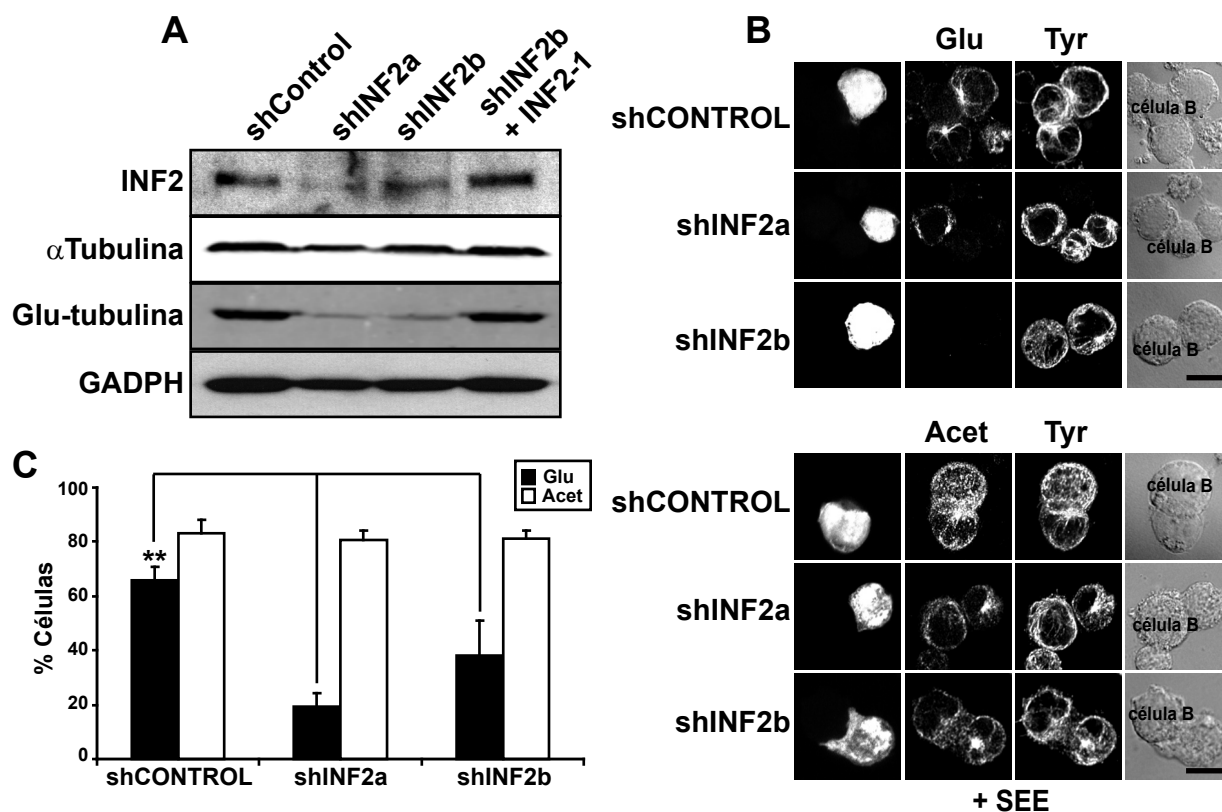 A
shControl
shINF2a
shINF2b
shINF2b
+ INF2-1
INF2
αTubulina
Glu-tubulina
GADPH
B
Glu Tyr
shCONTROL
célula B
shINF2a
célula B
shINF2b
célula B
Acet Tyr
shCONTROL
célula B
shINF2a
célula B
shINF2b
célula B
+ SEE
C
Glu
Acet
% Células
100
80
60
40
20
0
**
shCONTROL shINF2a shINF2b